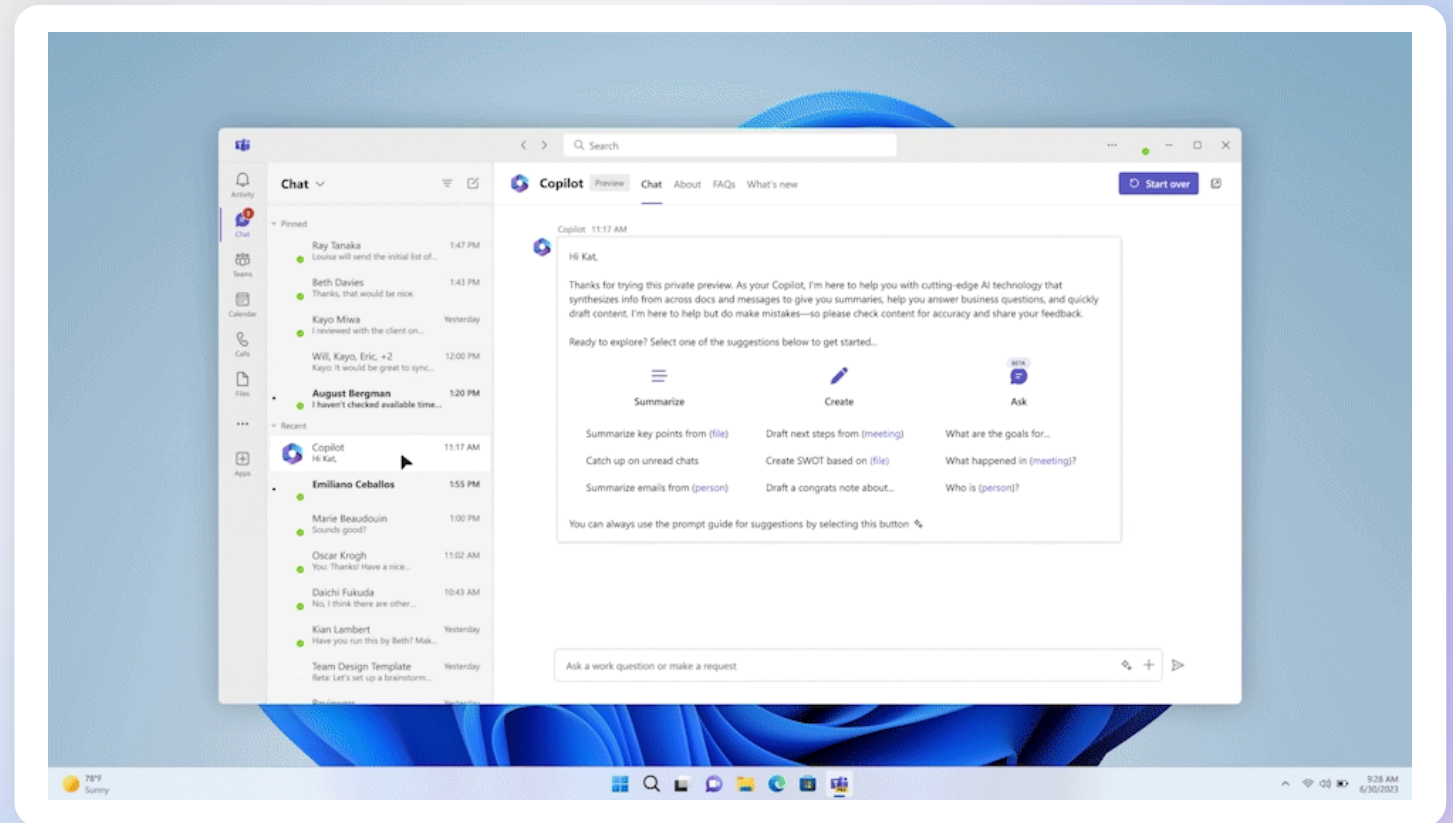 Search
Activity
Chat
Teams
Calendar
Calls
Files
Apps
Chat
Pinned
Ray Tanaka 1:47 PM
Louisa will send the initial list of...
Beth Davies 1:43 PM
Thanks, that would be nice.
Kayo Miwa Yesterday
I reviewed with the client on...
Will, Kayo, Eric, +2 12:00 PM
Kayo: It would be great to sync...
August Bergman 1:20 PM
I haven't checked available time...
Recent
Copilot 11:17 AM
Hi Kat,
Emiliano Ceballos 1:55 PM
Marie Beaudouin 1:00 PM
Sounds good?
Oscar Krogh 11:02 AM
You: Thanks! Have a nice...
Daichi Fukuda 10:43 AM
No, I think there are other...
Kian Lambert Yesterday
Have you run this by Beth? Mak...
Team Design Template Yesterday
Reta: Let's set up a brainstorm...
Copilot Preview Chat About FAQs What's new Start over
Copilot 11:17 AM
Hi Kat,
Thanks for trying this private preview. As your Copilot, I'm here to help you with cutting-edge AI technology that
synthesizes info from across docs and messages to give you summaries, help you answer business questions, and quickly
draft content. I'm here to help but do make mistakes—so please check content for accuracy and share your feedback.
Ready to explore? Select one of the suggestions below to get started...
BETA
Summarize Create Ask
Summarize key points from (file) Draft next steps from (meeting) What are the goals for...
Catch up on unread chats Create SWOT based on (file) What happened in (meeting)?
Summarize emails from (person) Draft a congrats note about... Who is (person)?
You can always use the prompt guide for suggestions by selecting this button
Ask a work question or make a request
78°F
Sunny
9:28 AM
6/30/2023